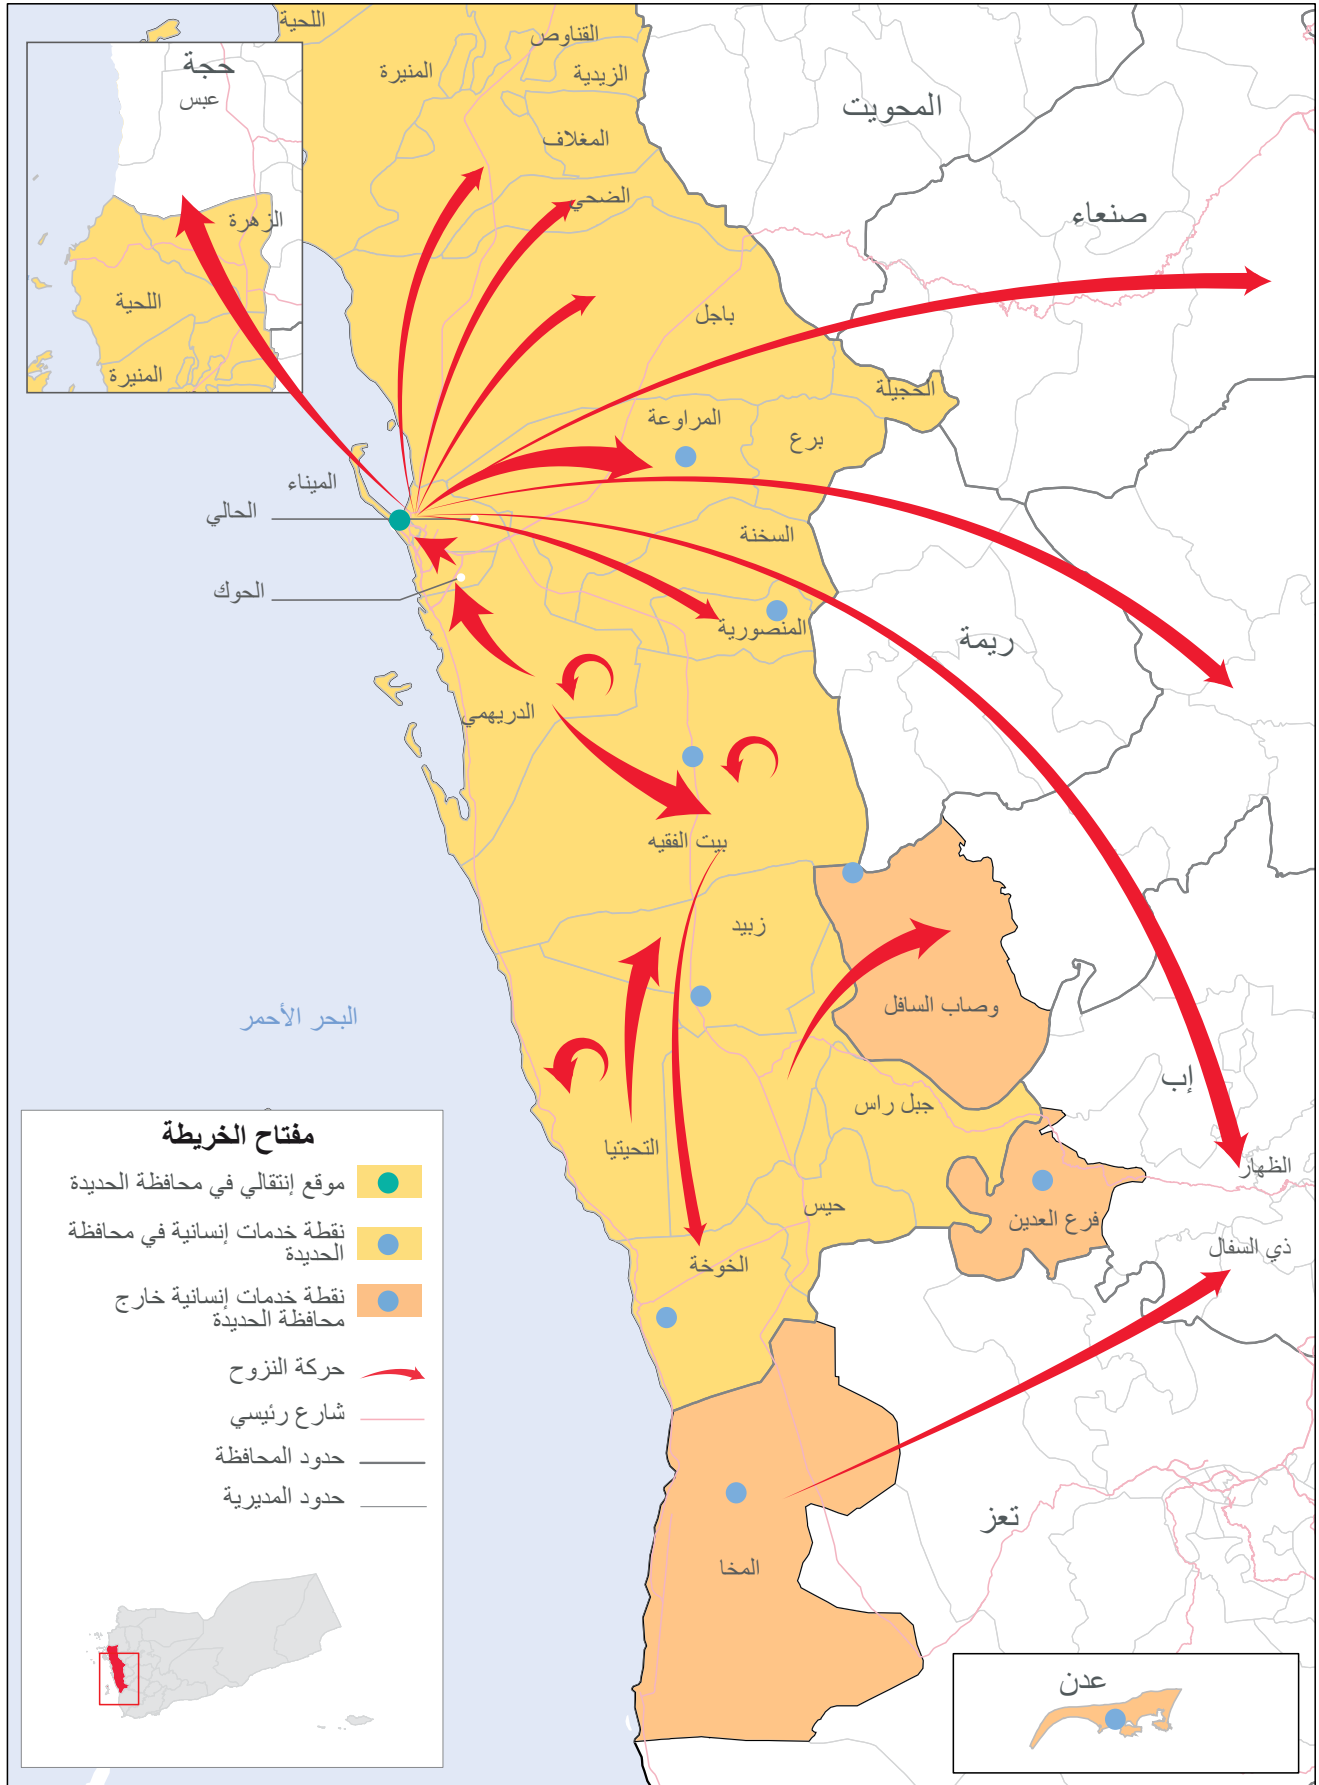 اللحية
القناوص
المنيرة
الزيدية
حجة
عبس
المحويت
المغلاف
الضحي
صنعاء
الزهرة
اللحية
المنيرة
باجل
الحجيلة
المراوعة
برع
الميناء
الحالي
السخنة
الحوك
المنصورية
ريمة
الدريهمي
بيت الفقيه
زبيد
وصاب السافل
البحر الأحمر
إب
جبل راس
التحيتيا
الظهار
حيس
فرع العدين
ذي السفال
الخوخة
تعز
المخا
عدن
مفتاح الخريطة
موقع إنتقالي في محافظة الحديدة
نقطة خدمات إنسانية في محافظة
الحديدة
نقطة خدمات إنسانية خارج
محافظة الحديدة
حركة النزوح
شارع رئيسي
حدود المحافظة
حدود المديرية